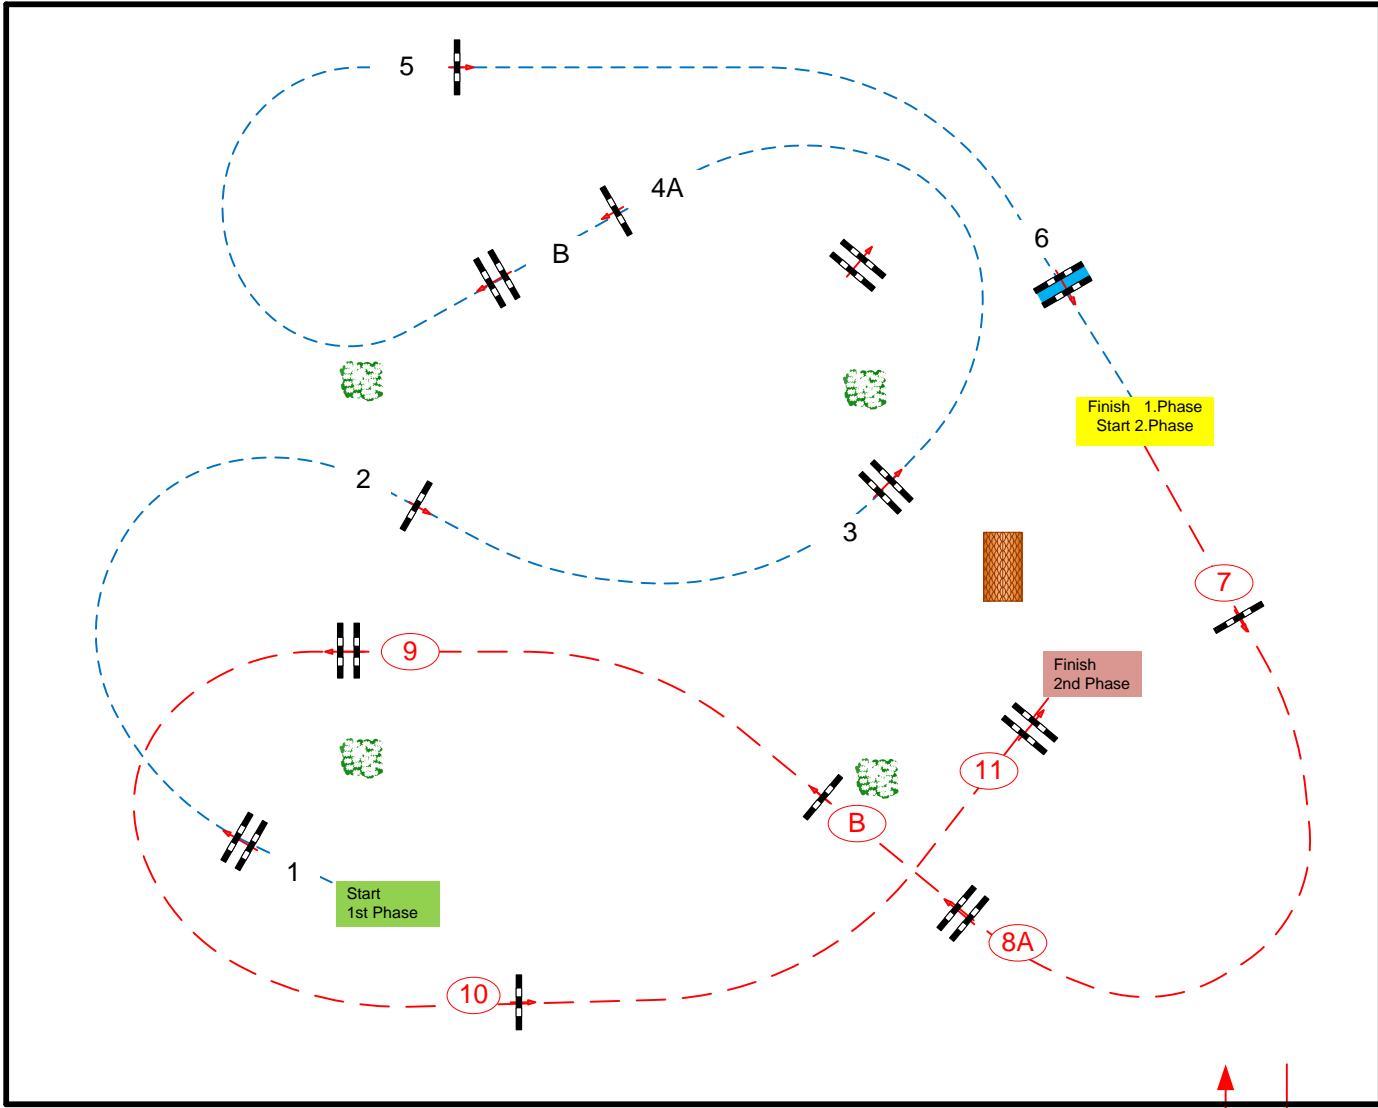 5
4A
B
6
Finish 1.Phase
Start 2.Phase
2
3
7
9
Finish
2nd Phase
11
B
1
Start
1st Phase
8A
10